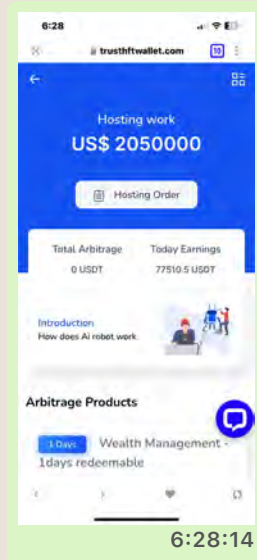 6:28
trusthftwallet.com
10
Hosting work
US$ 2050000
Hosting Order
Total Arbitrage Today Earnings
0 USDT 77510.5 USDT
Introduction
How does Ai robot work
Arbitrage Products
1 Days Wealth Management -
1days redeemable
6:28:14